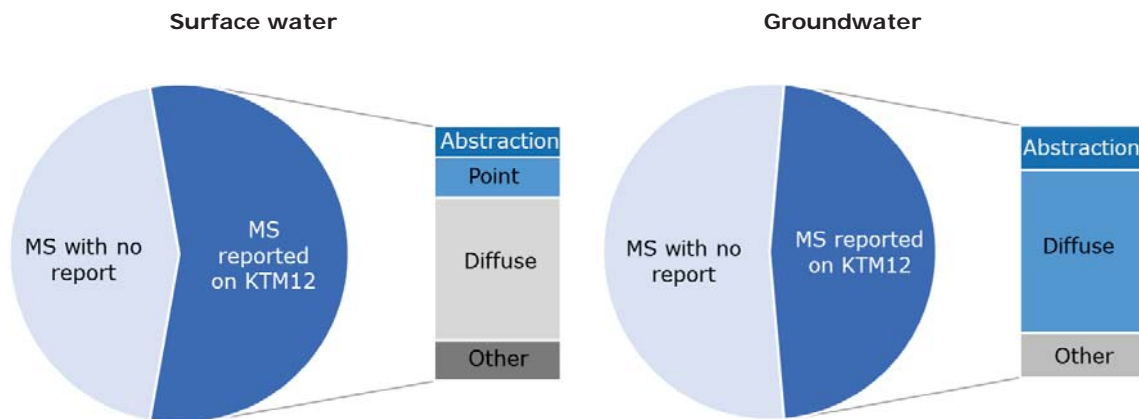 Surface water
MS with no
report
MS
reported
on KTM12
Abstraction
Point
Diffuse
Other
Groundwater
MS with no
report
MS reported
on KTM12
Abstraction
Diffuse
Other